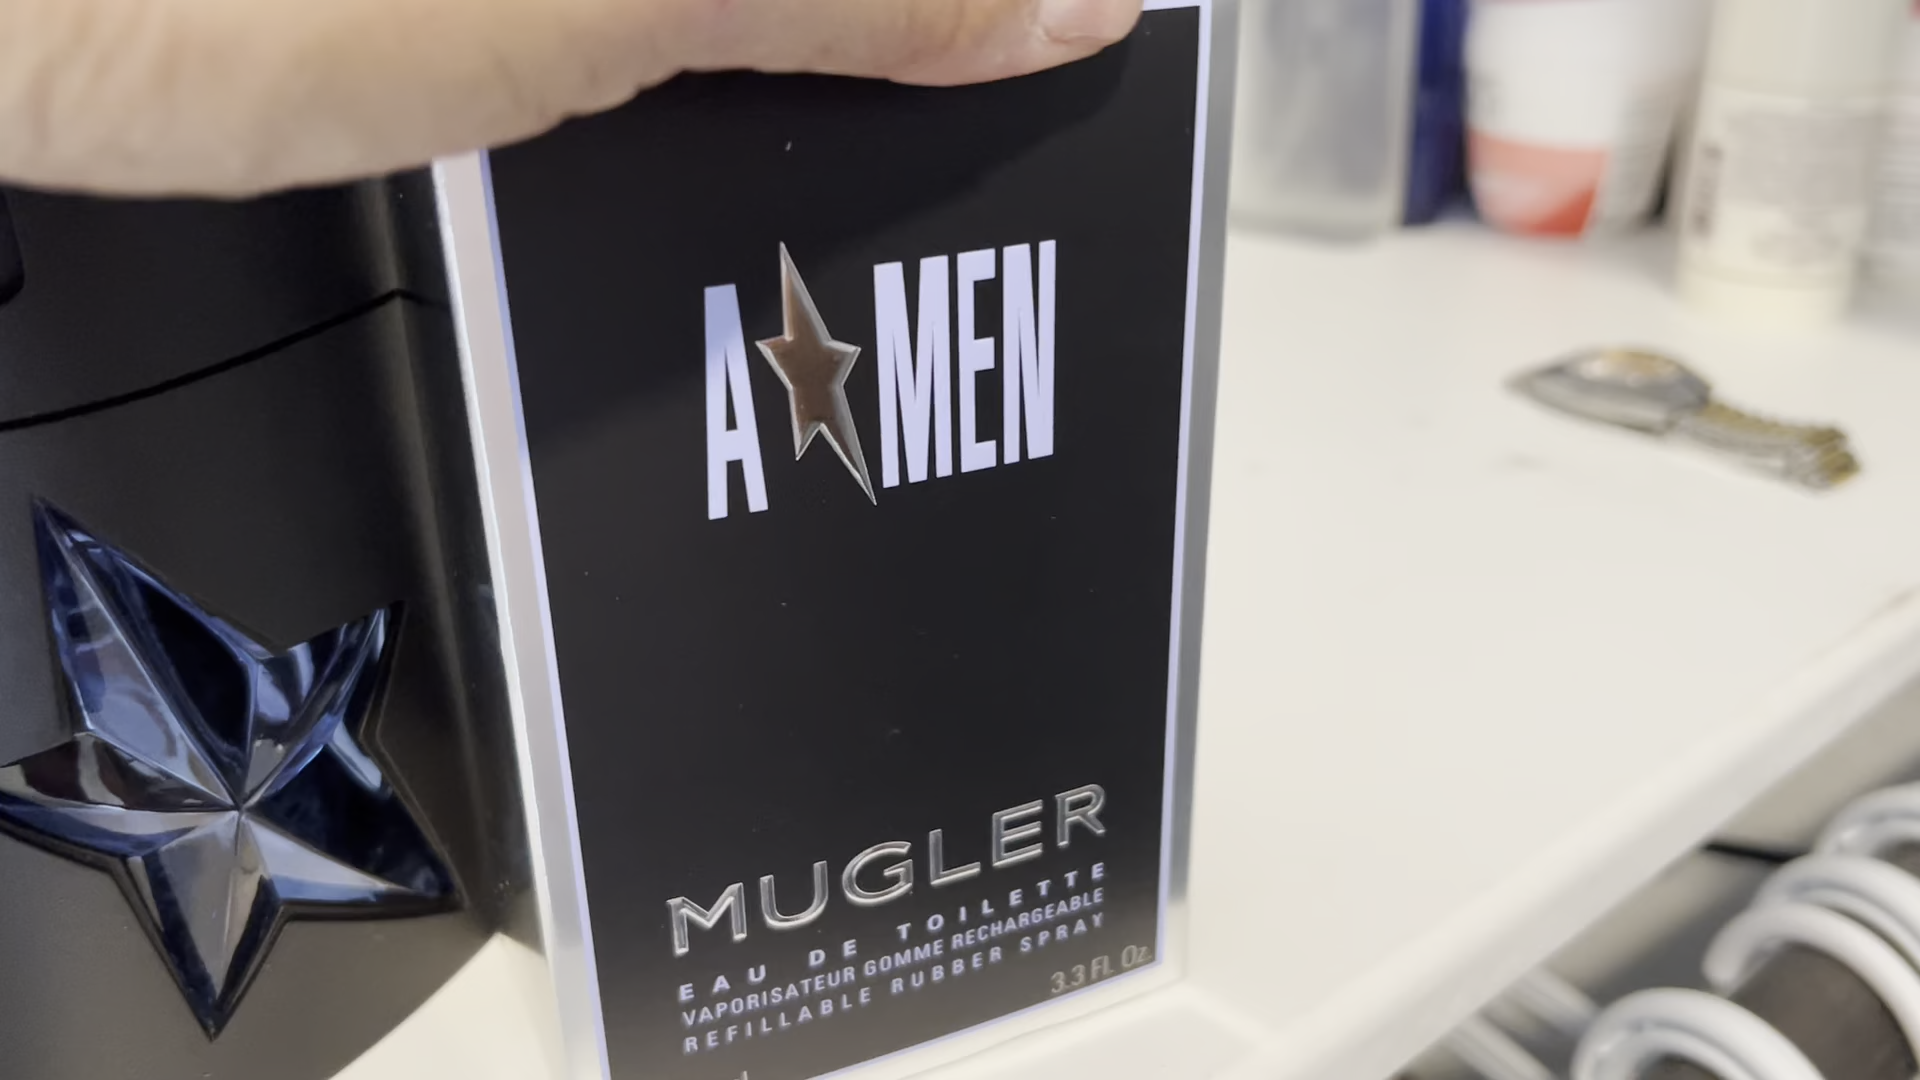 A MEN
MUGLER
EAU DE TOILETTE
VAPORISATEUR GOMME RECHARGEABLE
REFILLABLE RUBBER SPRAY
3.3 FL. Oz.